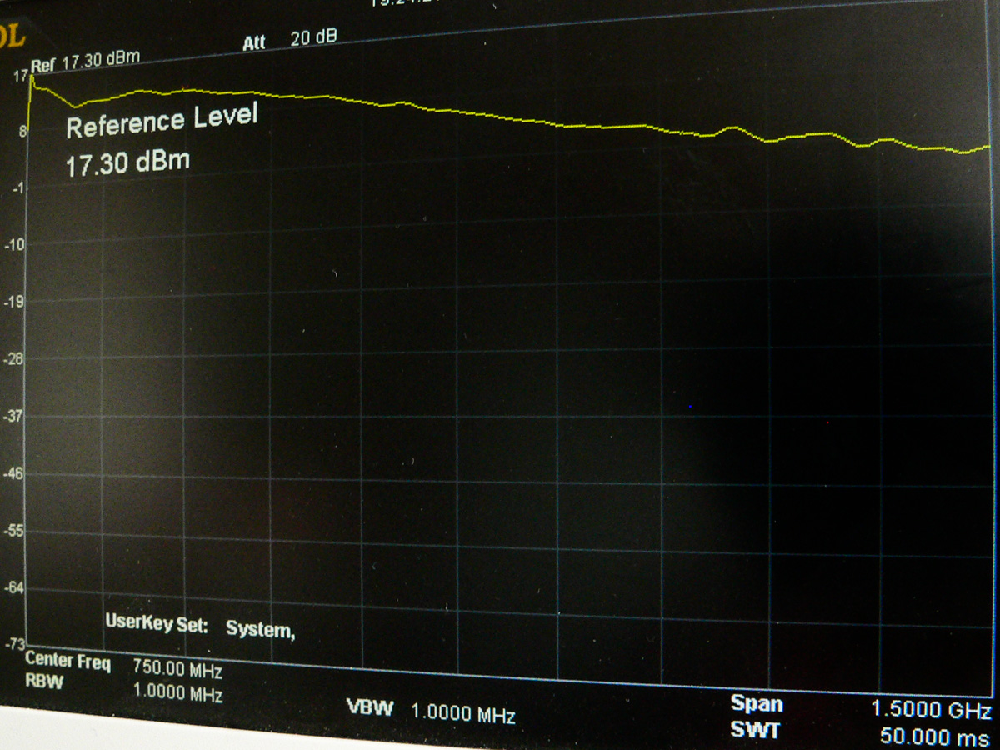 OL
Att 20 dB
Ref 17.30 dBm
17
Reference Level
8
17.30 dBm
-1
-10
-19
-28
-37
-46
-55
-64
UserKey Set: System,
-73
Center Freq 750.00 MHz
RBW 1.0000 MHz
VBW 1.0000 MHz
Span 1.5000 GHz
SWT 50.000 ms